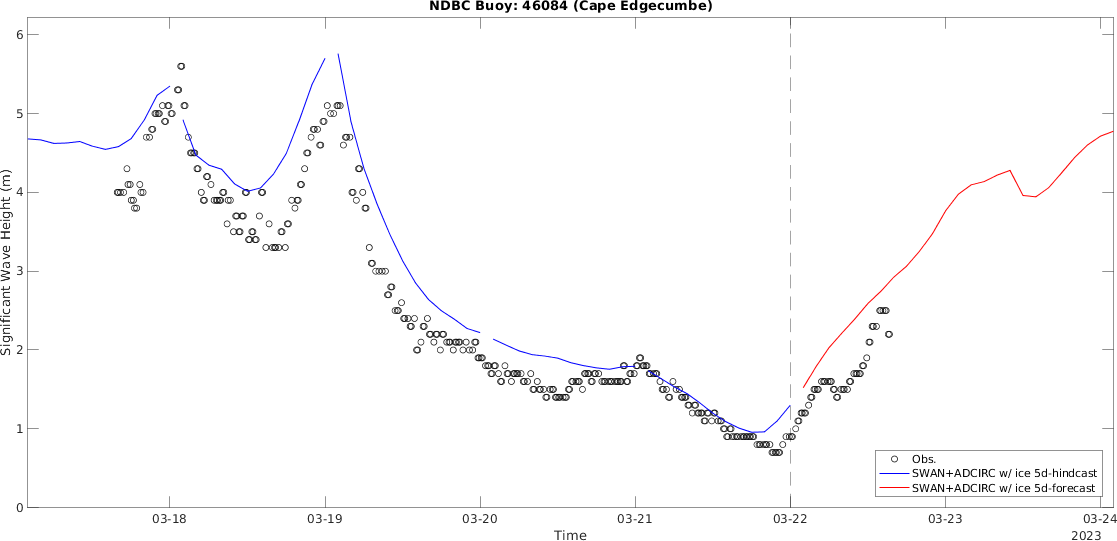 NDBC Buoy: 46084 (Cape Edgecumbe)
6
5
4
3
2
1
0
Significant Wave Height (m)
Obs.
SWAN+ADCIRC w/ ice 5d-hindcast
SWAN+ADCIRC w/ ice 5d-forecast
03-18
03-19
03-20
03-21
03-22
03-23
03-24
Time
2023